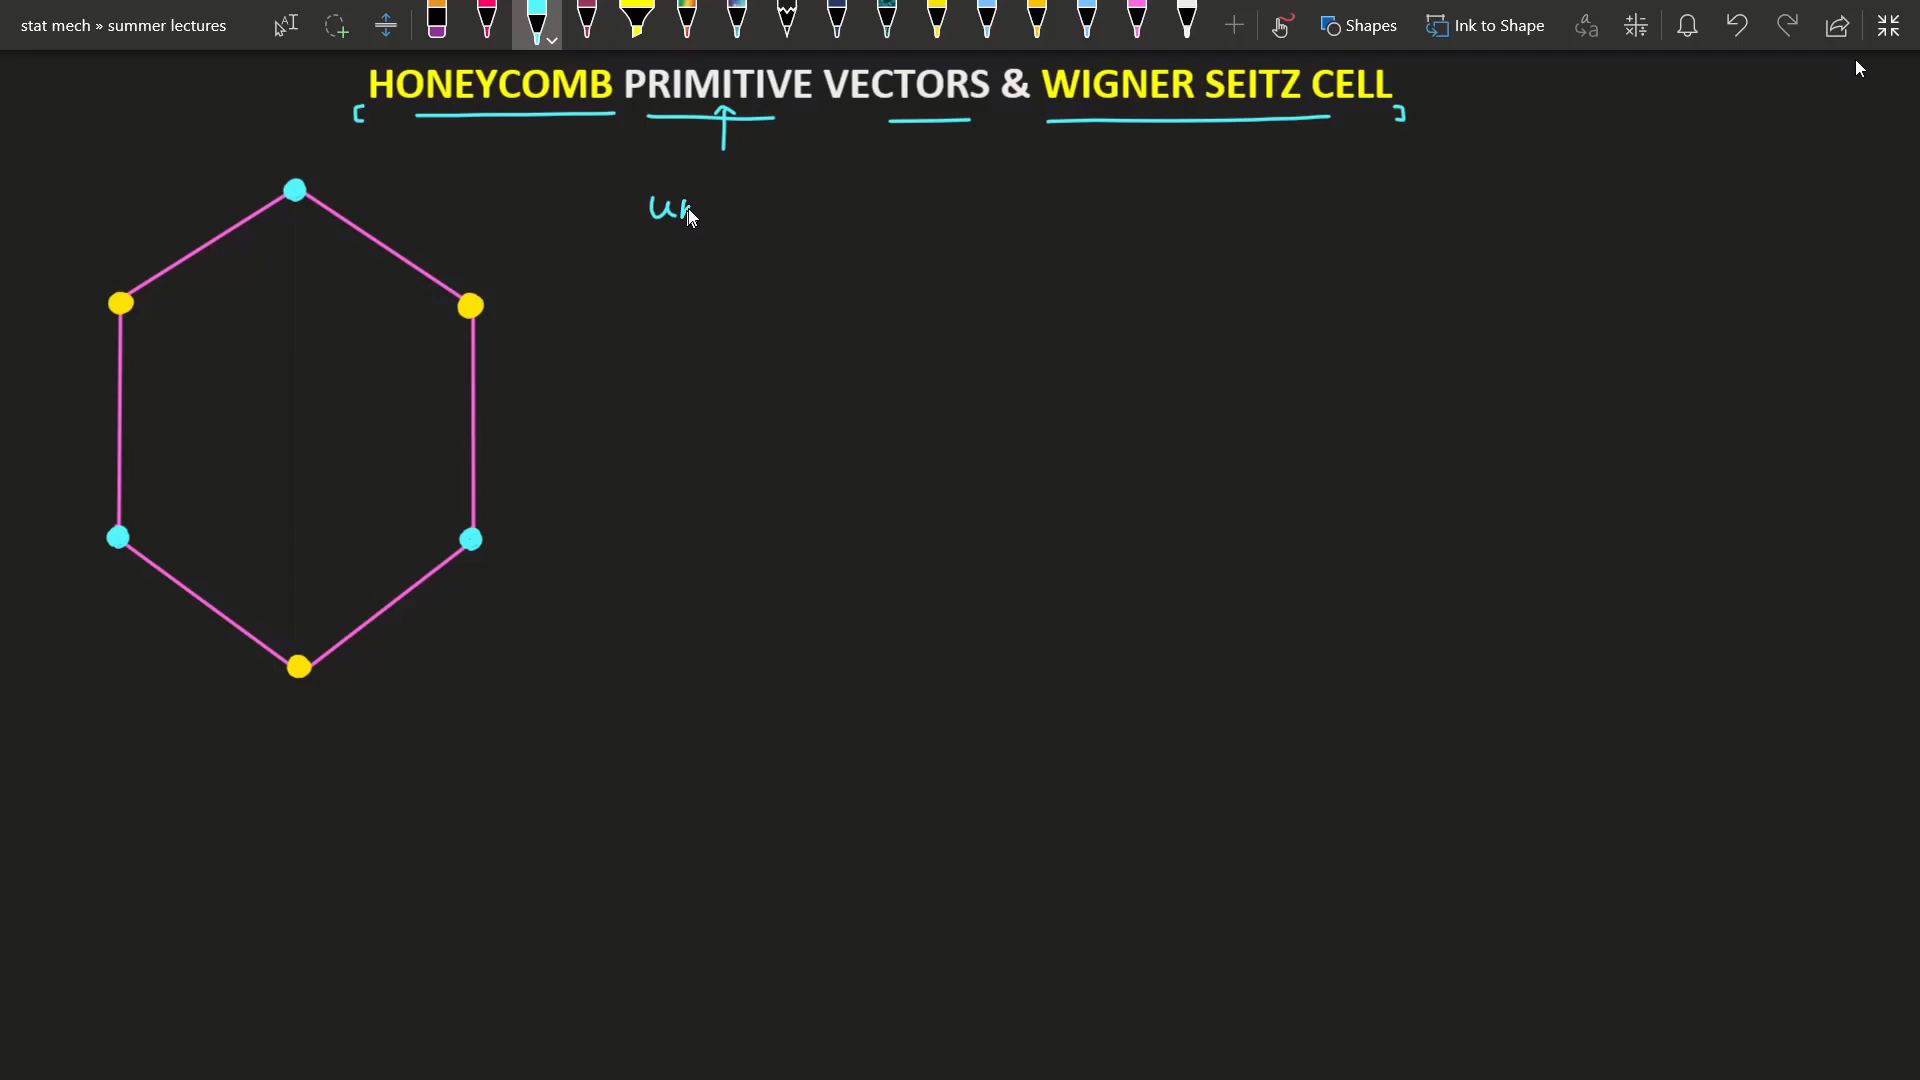 stat mech » summer lectures Shapes Ink to Shape
HONEYCOMB PRIMITIVE VECTORS & WIGNER SEITZ CELL